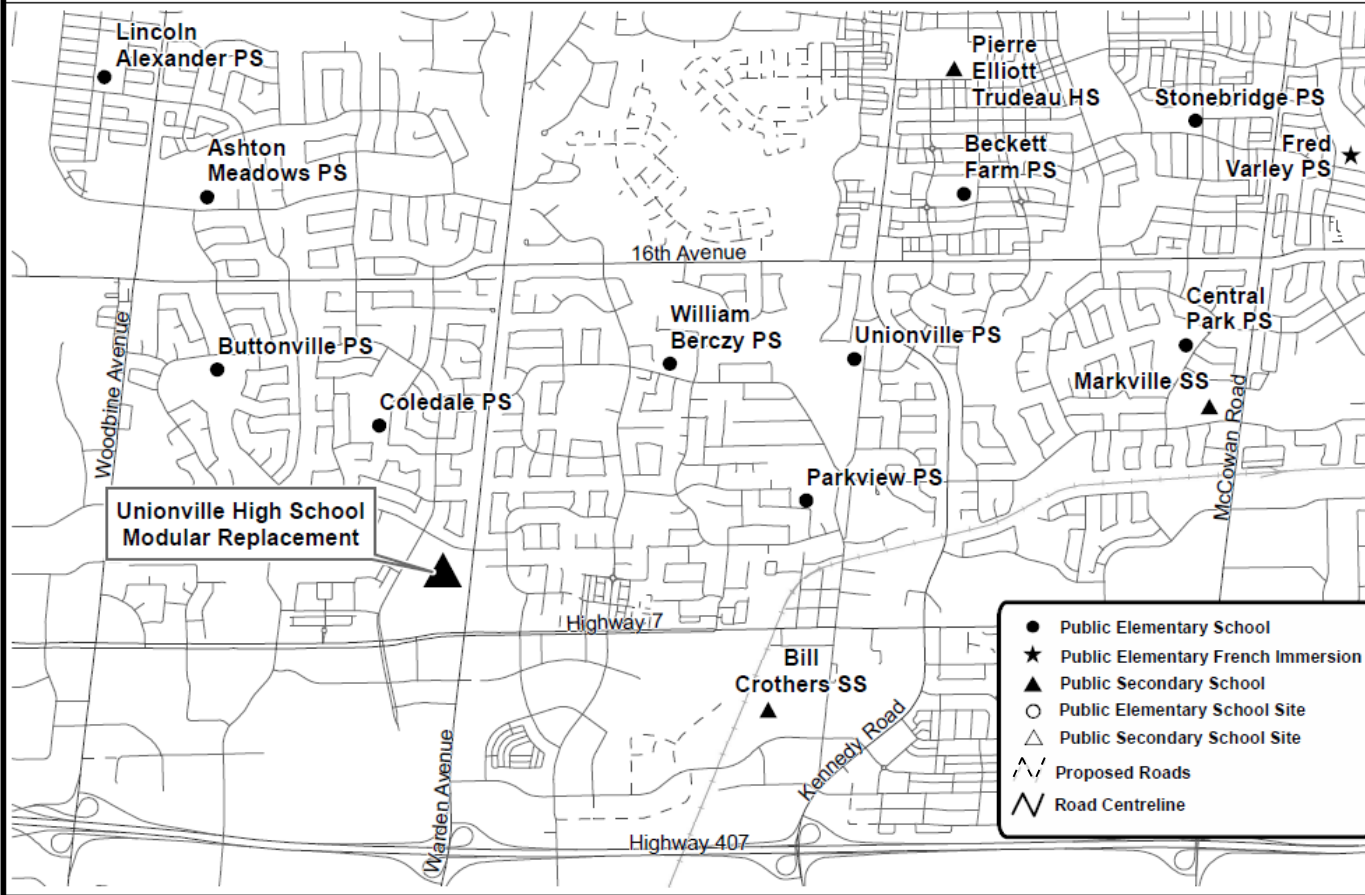 Lincoln
Alexander PS
Pierre
Elliott
Trudeau HS
Stonebridge PS
Ashton
Meadows PS
Beckett
Farm PS
Fred
Varley PS
16th Avenue
William
Berczy PS
Unionville PS
Central
Park PS
Buttonville PS
Markville SS
Coledale PS
Woodbine Avenue
McCowan Road
Parkview PS
Unionville High School
Modular Replacement
Highway 7
Bill
Crothers SS
Kennedy Road
Warden Avenue
Highway 407
Public Elementary School
Public Elementary French Immersion
Public Secondary School
Public Elementary School Site
Public Secondary School Site
Proposed Roads
Road Centreline